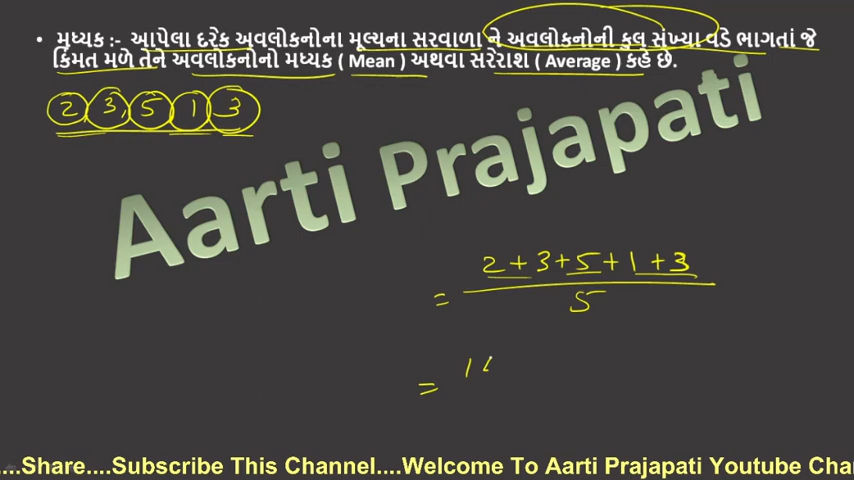 • મધ્યક :- આપેલા દરેક અવલોકનોના મૂલ્યના સરવાળા ને અવલોકનોની કુલ સંખ્યા વડે ભાગતાં જે
કિંમત મળે તેને અવલોકનોનો મધ્યક ( Mean ) અથવા સરેરાશ ( Average ) કહે છે.
2, 3, 5 1 3
Aarti Prajapati
2 + 3 + 5 + 1 + 3
= 5
=
....Share....Subscribe This Channel....Welcome To Aarti Prajapati Youtube Cha